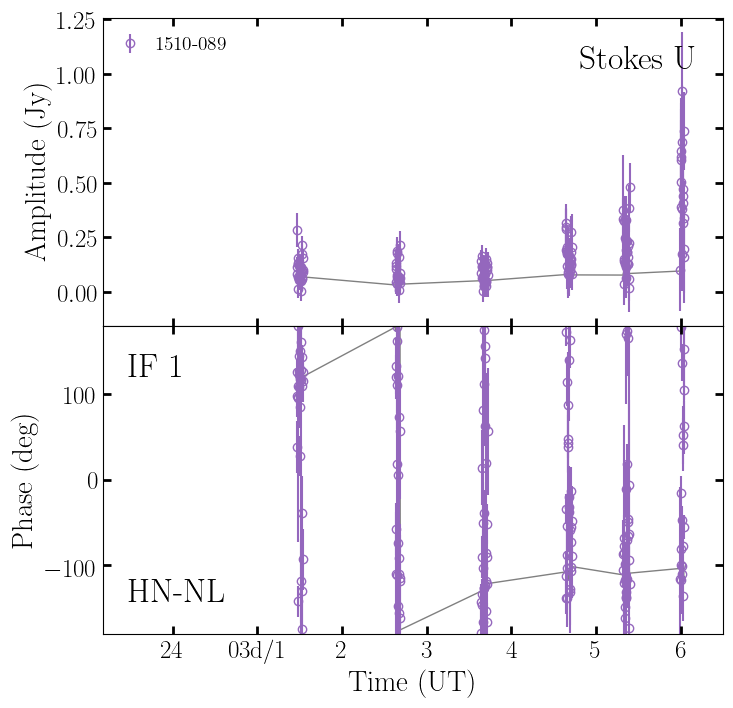 1510-089
Stokes U
1.25
1.00
0.75
0.50
0.25
0.00
Amplitude (Jy)
IF 1
HN-NL
100
0
−100
Phase (deg)
24 03d/1 2 3 4 5 6
Time (UT)